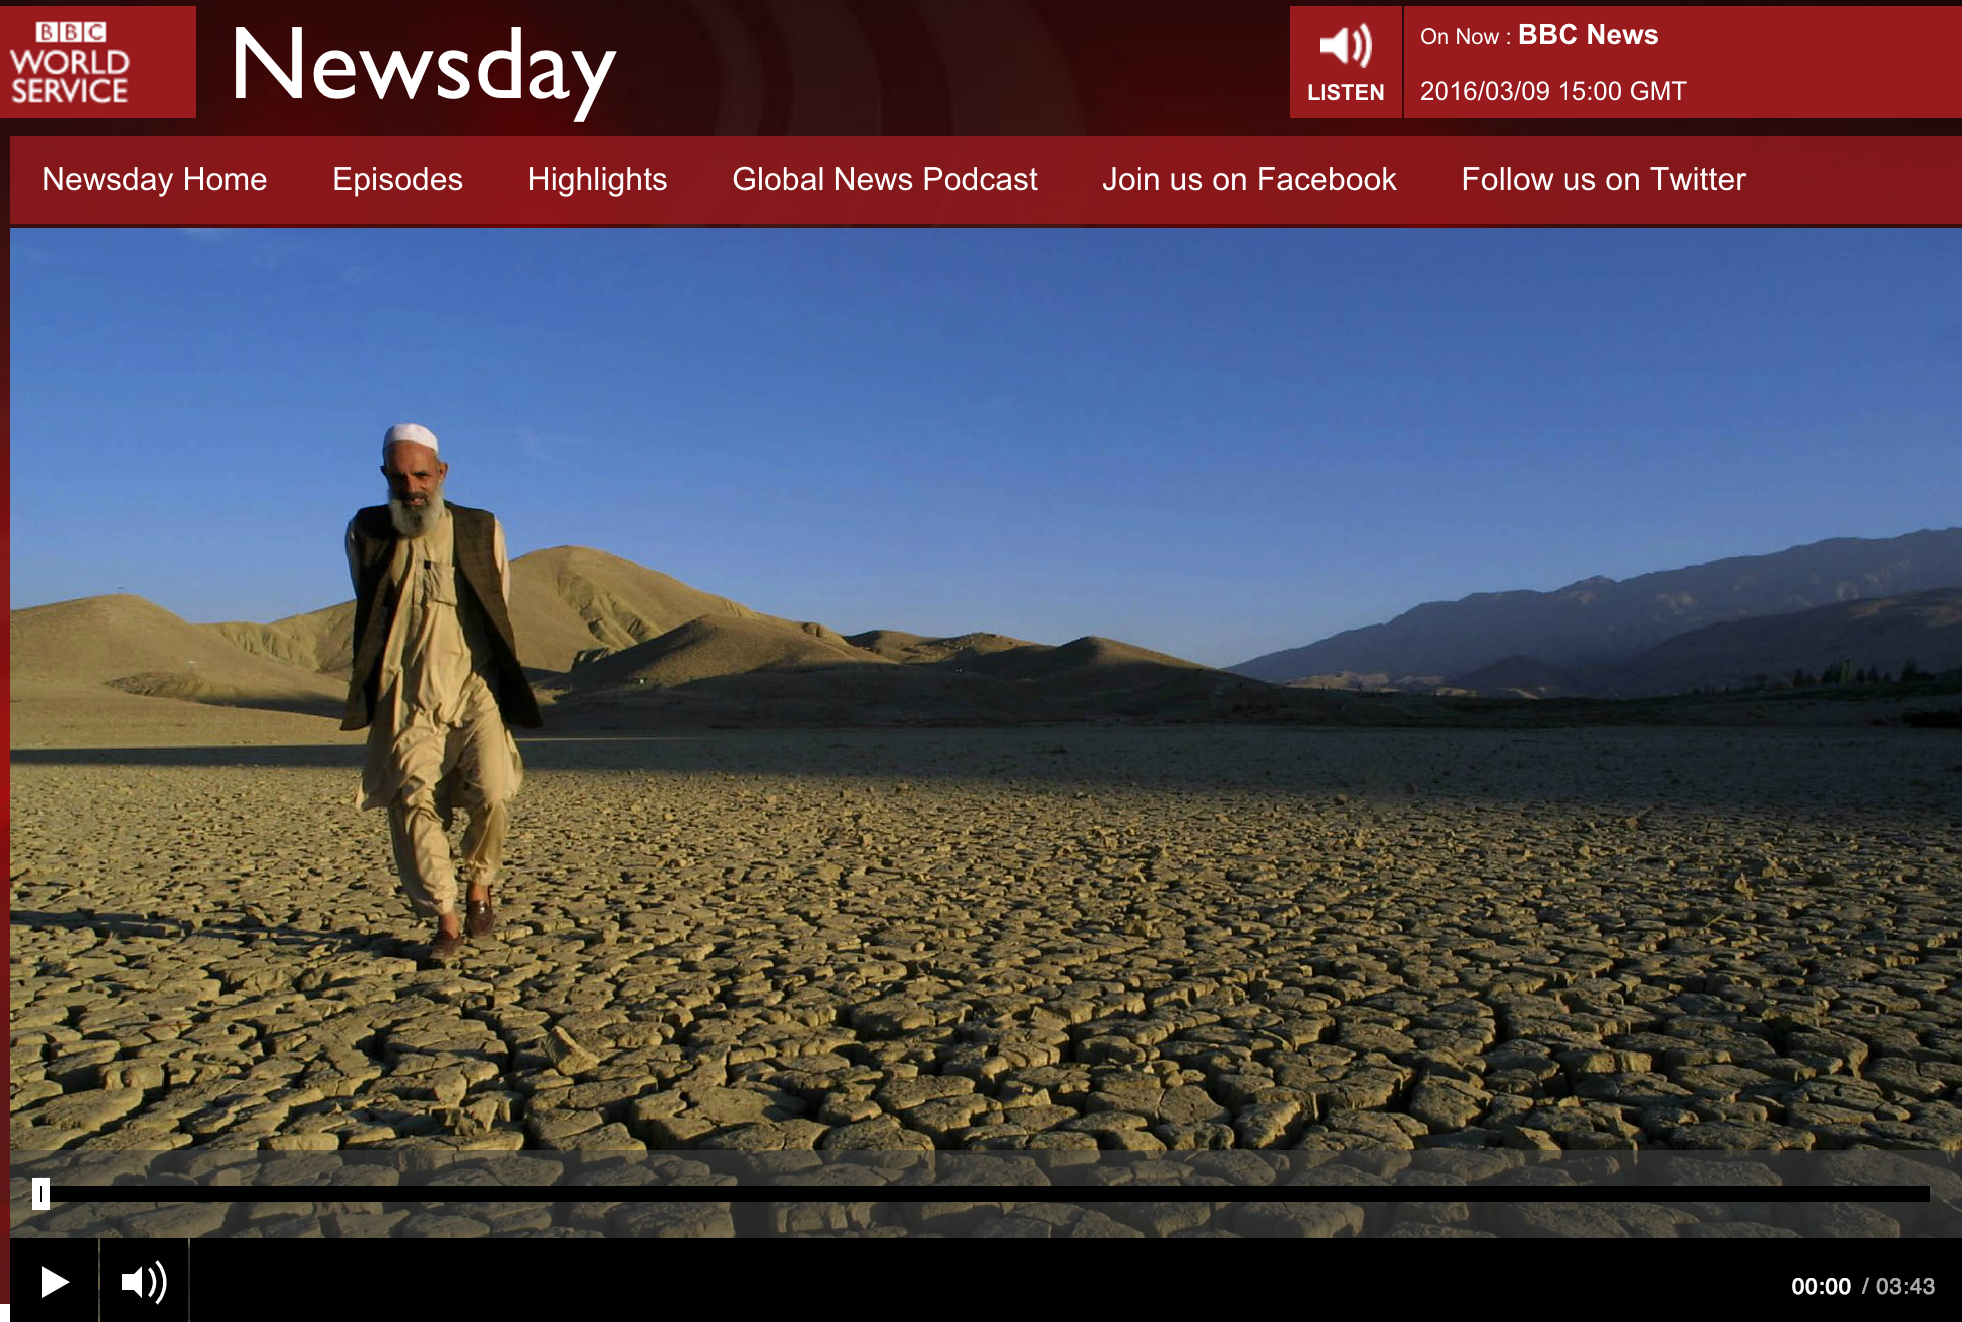 BBC
WORLD
SERVICE
Newsday
LISTEN
On Now : BBC News
2016/03/09 15:00 GMT
Newsday Home Episodes Highlights Global News Podcast Join us on Facebook Follow us on Twitter
00:00 / 03:43